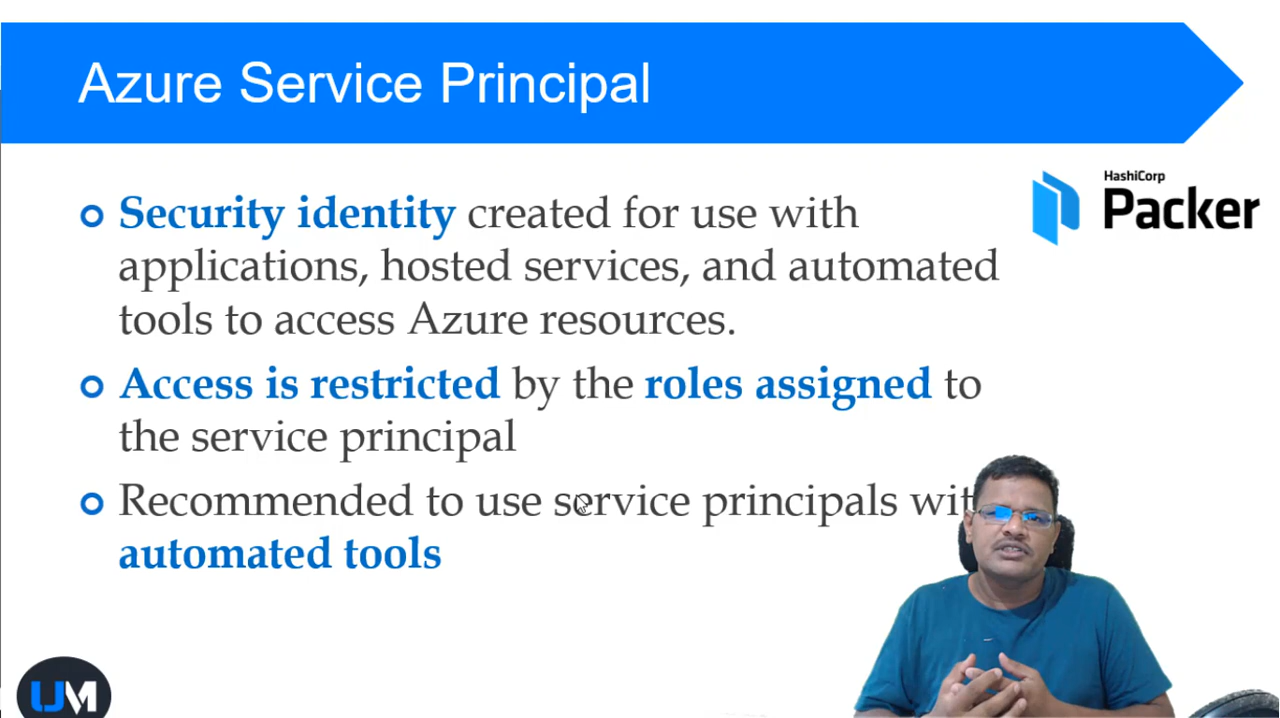 Azure Service Principal
Security identity created for use with
applications, hosted services, and automated
tools to access Azure resources.
HashiCorp
Packer
Access is restricted by the roles assigned to
the service principal
Recommended to use service principals wit
automated tools
UM